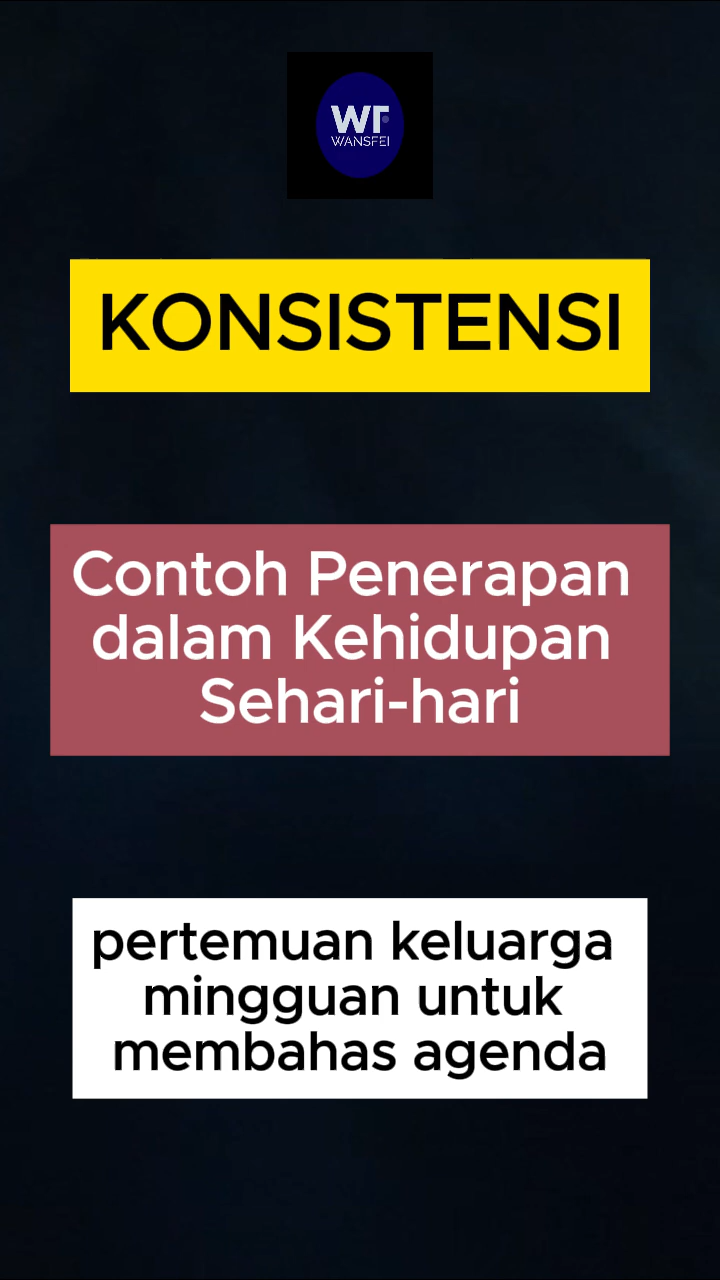 WF
WANSFEI
KONSISTENSI
Contoh Penerapan
dalam Kehidupan
Sehari-hari
pertemuan keluarga
mingguan untuk
membahas agenda